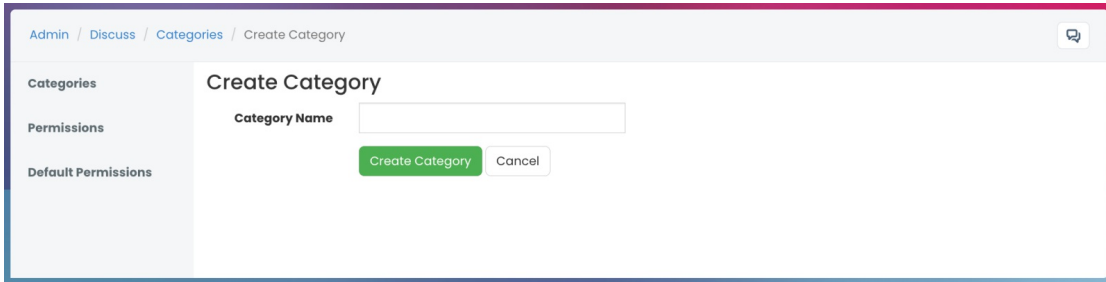 Admin / Discuss / Categories / Create Category
Categories
Permissions
Default Permissions
Create Category
Category Name
Create Category
Cancel